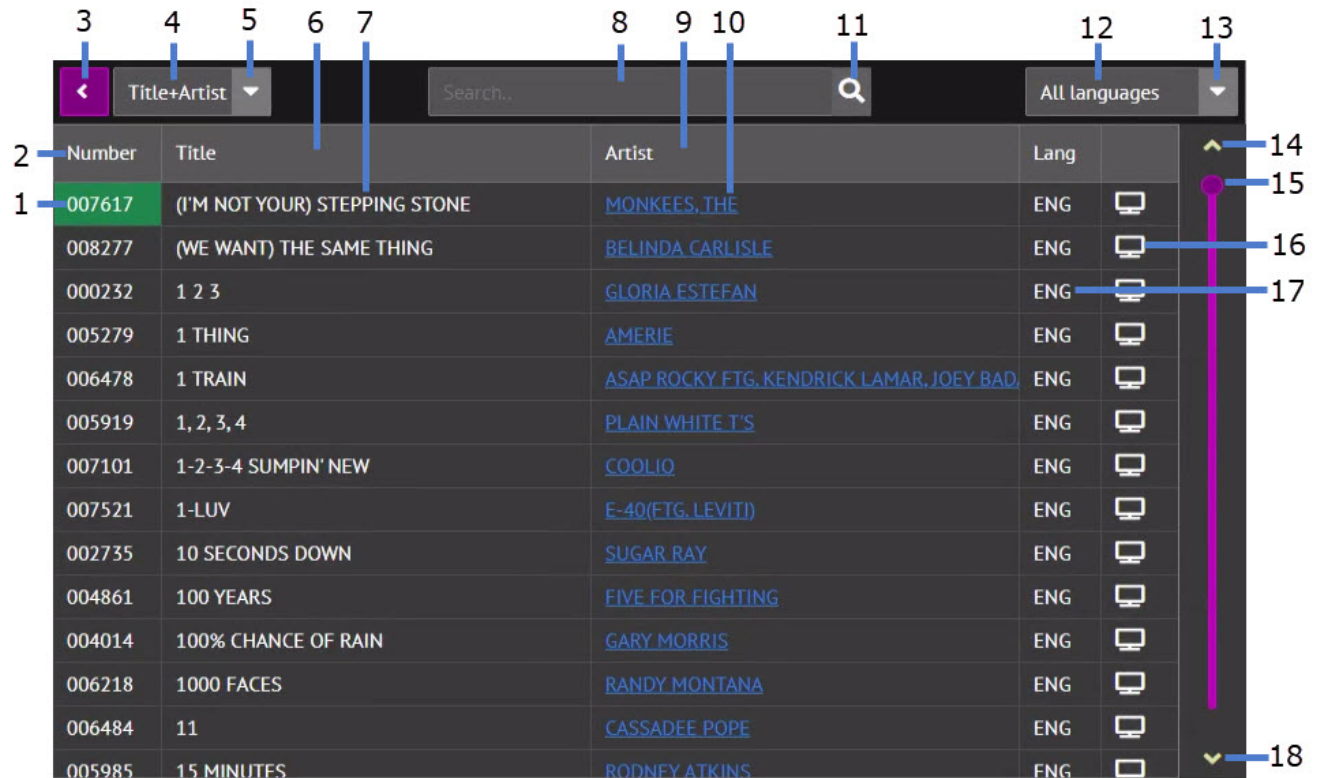 3 4 5 6 7 8 9 10 11 12 13
Title+Artist Search.. All languages
2 Number Title Artist Lang 14
15
1 007617 (I'M NOT YOUR) STEPPING STONE MONKEES, THE ENG
008277 (WE WANT) THE SAME THING BELINDA CARLISLE ENG 16
000232 1 2 3 GLORIA ESTEFAN ENG 17
005279 1 THING AMERIE ENG
006478 1 TRAIN ASAP ROCKY FTG. KENDRICK LAMAR, JOEY BAD. ENG
005919 1, 2, 3, 4 PLAIN WHITE T'S ENG
007101 1-2-3-4 SUMPIN' NEW COOLIO ENG
007521 1-LUV E-40(FTG. LEVITI) ENG
002735 10 SECONDS DOWN SUGAR RAY ENG
004861 100 YEARS FIVE FOR FIGHTING ENG
004014 100% CHANCE OF RAIN GARY MORRIS ENG
006218 1000 FACES RANDY MONTANA ENG
006484 11 CASSADEE POPE ENG
005985 15 MINUTES RODNEY ATKINS ENG 18